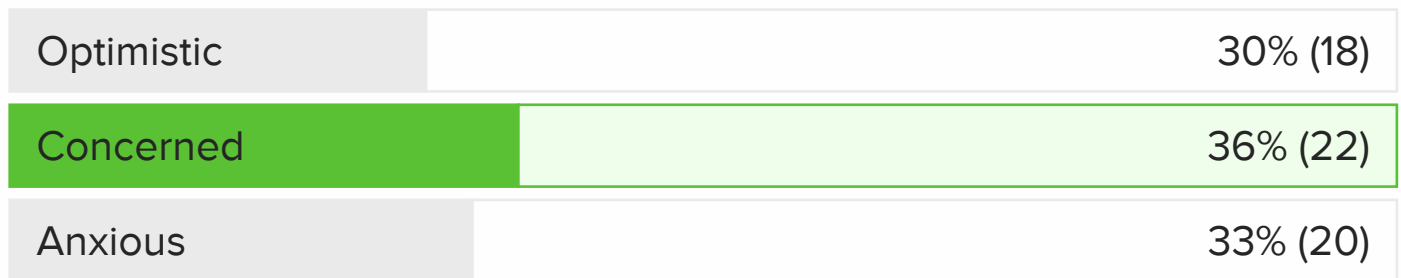 Optimistic 30% (18)
Concerned 36% (22)
Anxious 33% (20)